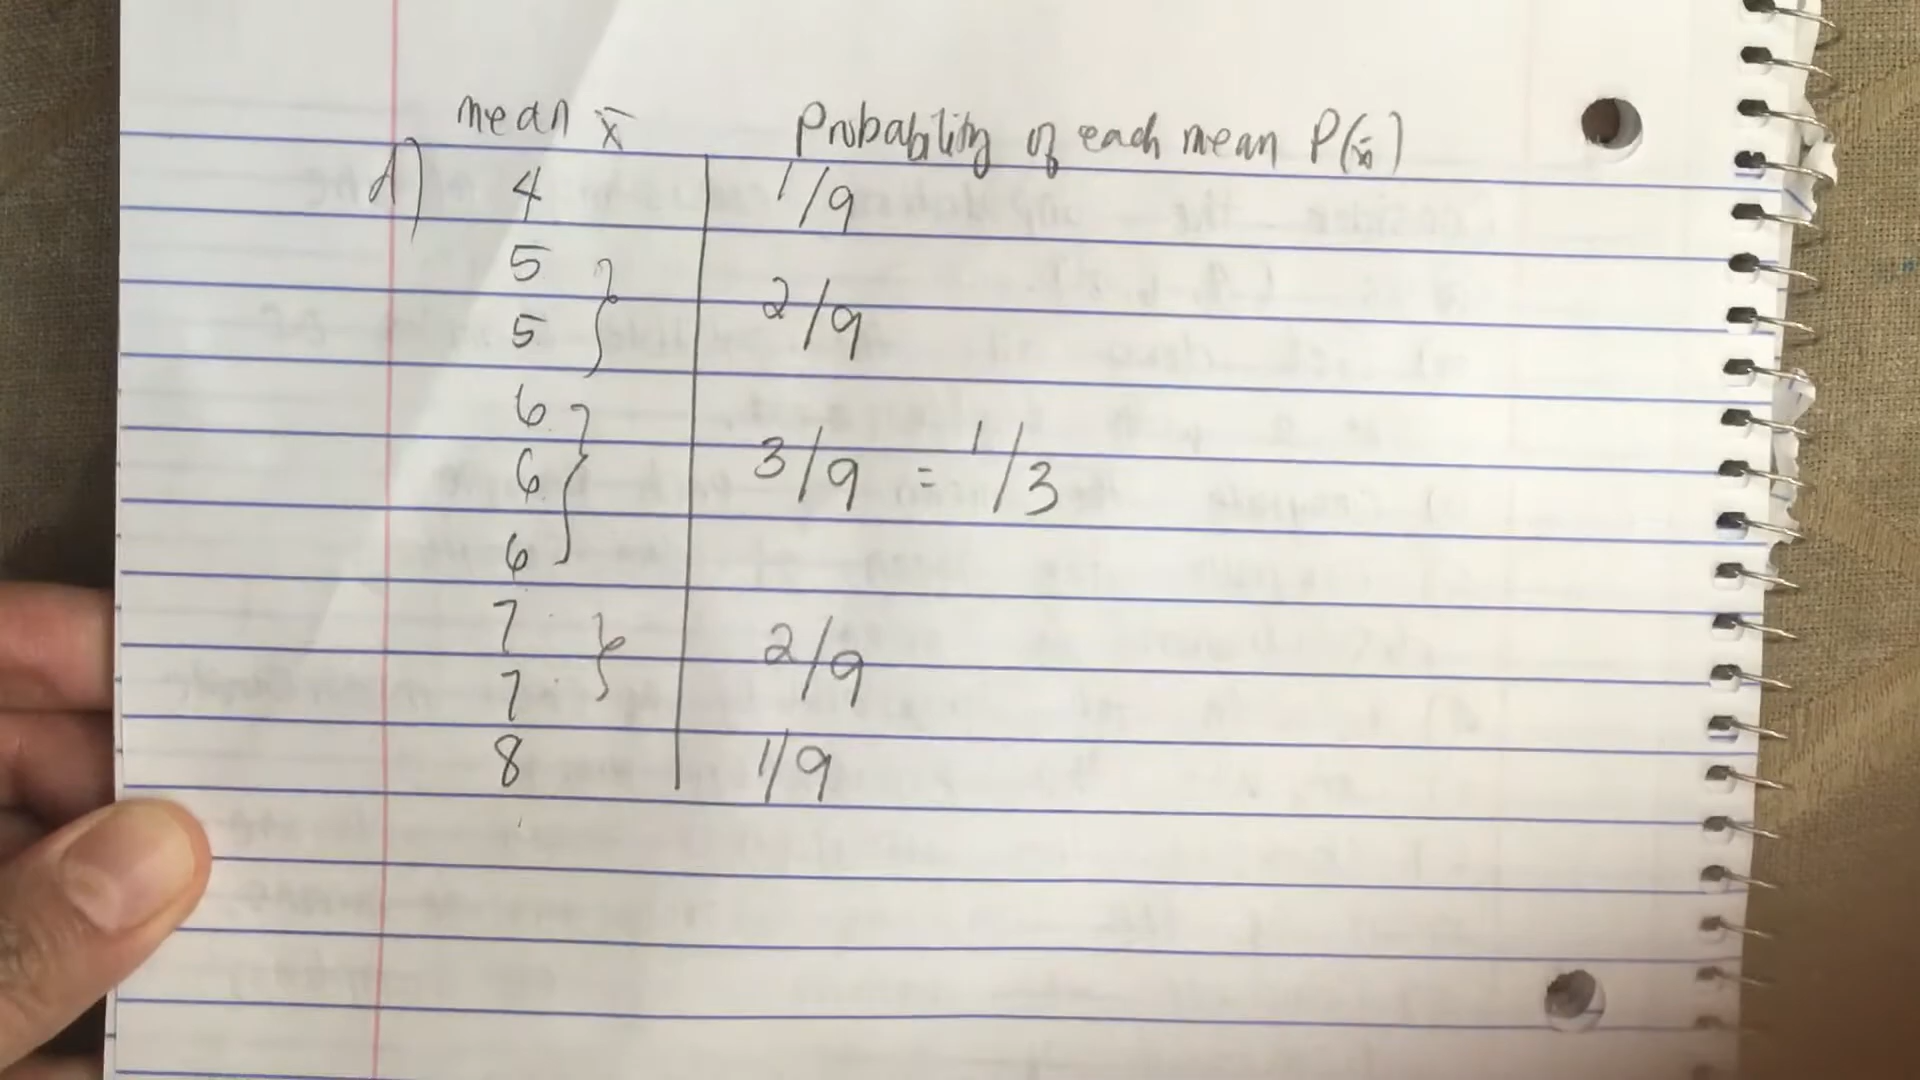 mean x̄ Probability of each mean P(x̄)
d) 4 1/9
5
5 } 2/9
6
6 } 3/9 = 1/3
6
7
7 } 2/9
8 1/9